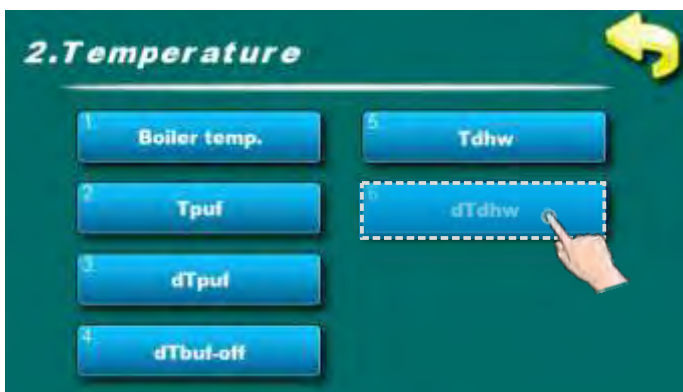 2.Temperature
1. Boiler temp.
2. Tpuf
3. dTpuf
4. dTbuf-off
5. Tdhw
6. dTdhw